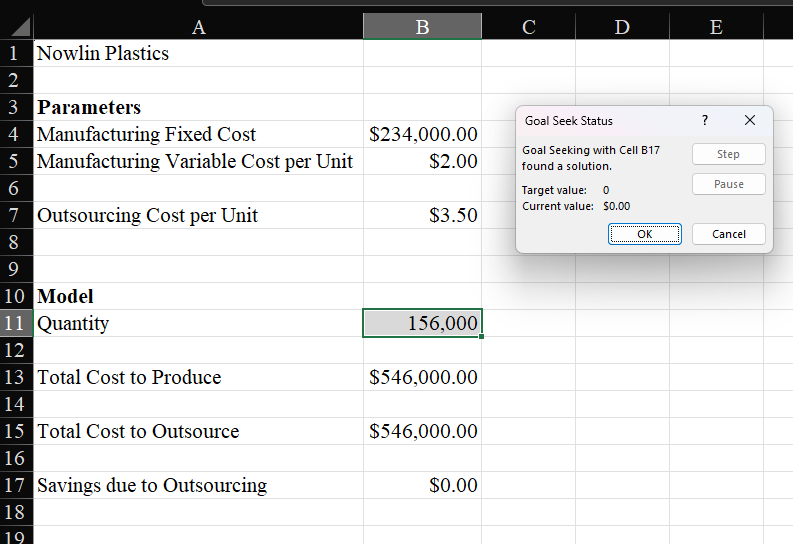 A B C D E
1 Nowlin Plastics
2
3 Parameters
4 Manufacturing Fixed Cost $234,000.00
5 Manufacturing Variable Cost per Unit $2.00
6
7 Outsourcing Cost per Unit $3.50
8
9
10 Model
11 Quantity 156,000
12
13 Total Cost to Produce $546,000.00
14
15 Total Cost to Outsource $546,000.00
16
17 Savings due to Outsourcing $0.00
18
19
Goal Seek Status ? X
Goal Seeking with Cell B17 Step
found a solution.
Pause
Target value: 0
Current value: $0.00
OK Cancel